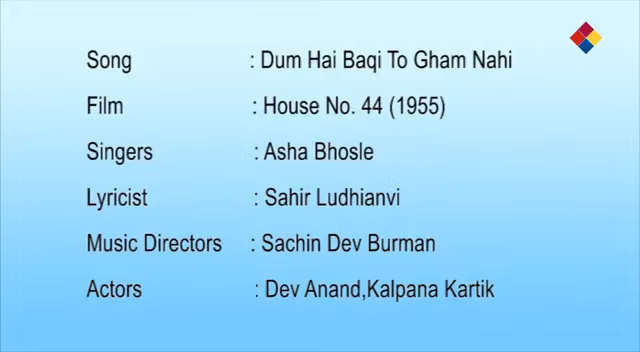 Song : Dum Hai Baqi To Gham Nahi
Film : House No. 44 (1955)
Singers : Asha Bhosle
Lyricist : Sahir Ludhianvi
Music Directors : Sachin Dev Burman
Actors : Dev Anand,Kalpana Kartik